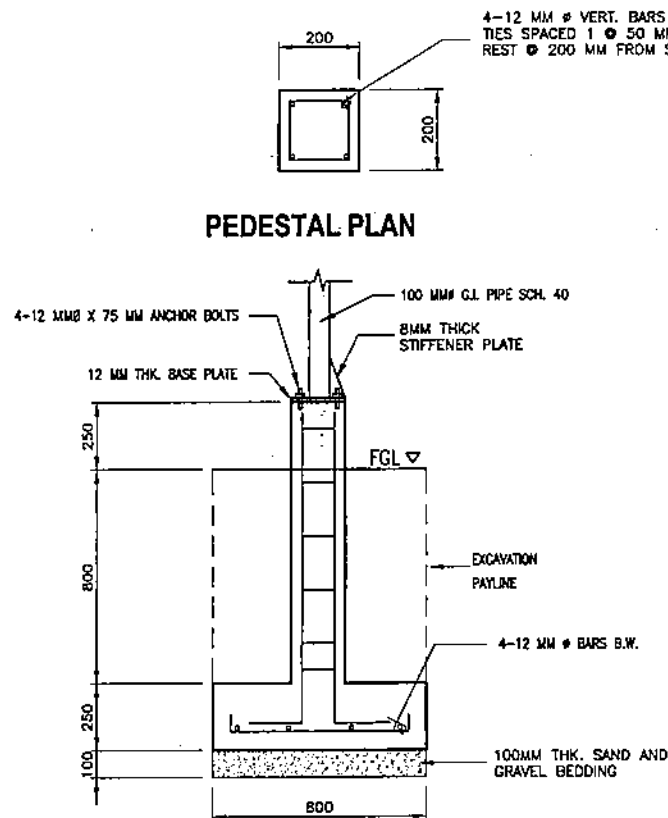 4-12 MM ø VERT. BARS
TIES SPACED 1 @ 50 MM
REST @ 200 MM FROM
200
200
PEDESTAL PLAN
100 MMø G.I. PIPE SCH. 40
4-12 MMØ X 75 MM ANCHOR BOLTS
8MM THICK
STIFFENER PLATE
12 MM THK. BASE PLATE
250
FGL
800
EXCAVATION
PAYLINE
4-12 MM ø BARS B.W.
250
100
100MM THK. SAND AND
GRAVEL BEDDING
800